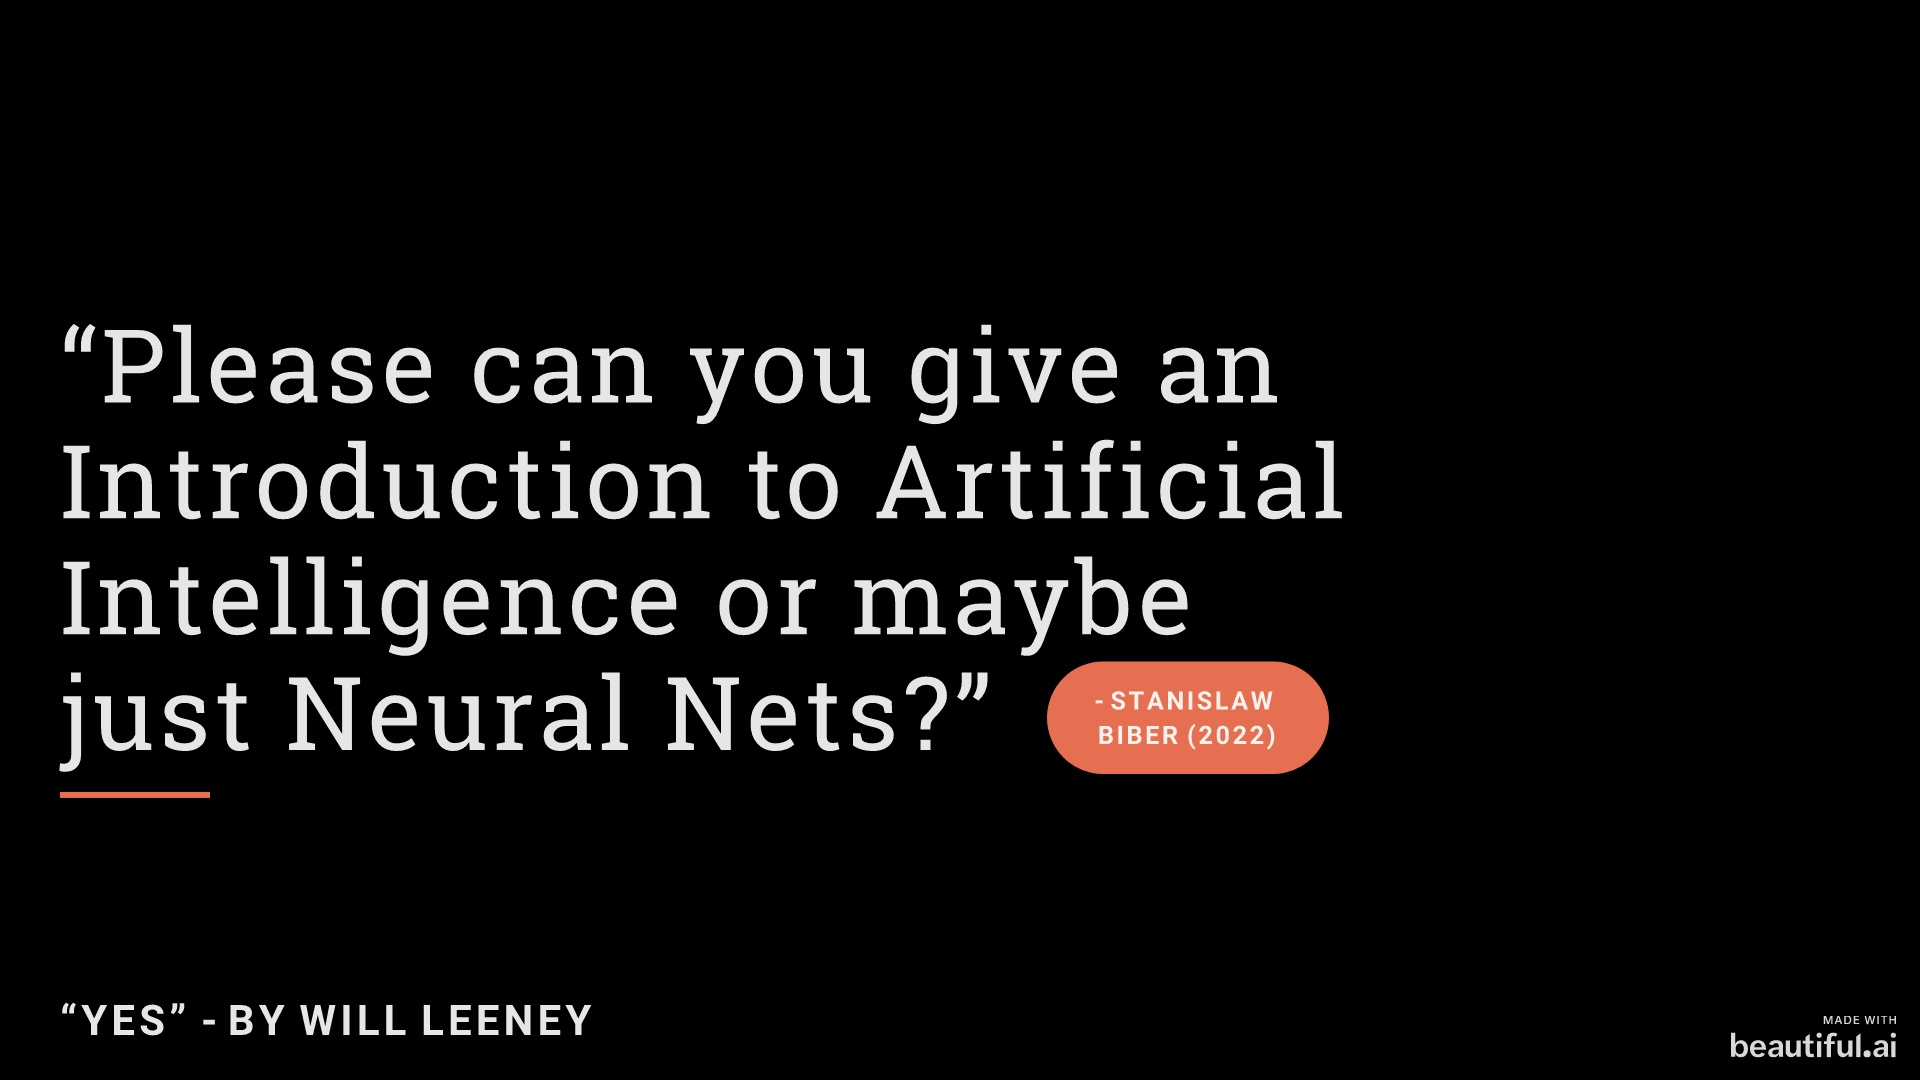 “Please can you give an
Introduction to Artificial
Intelligence or maybe
just Neural Nets?”
- STANISLAW
BIBER (2022)
“YES” - BY WILL LEENEY
MADE WITH
beautiful.ai